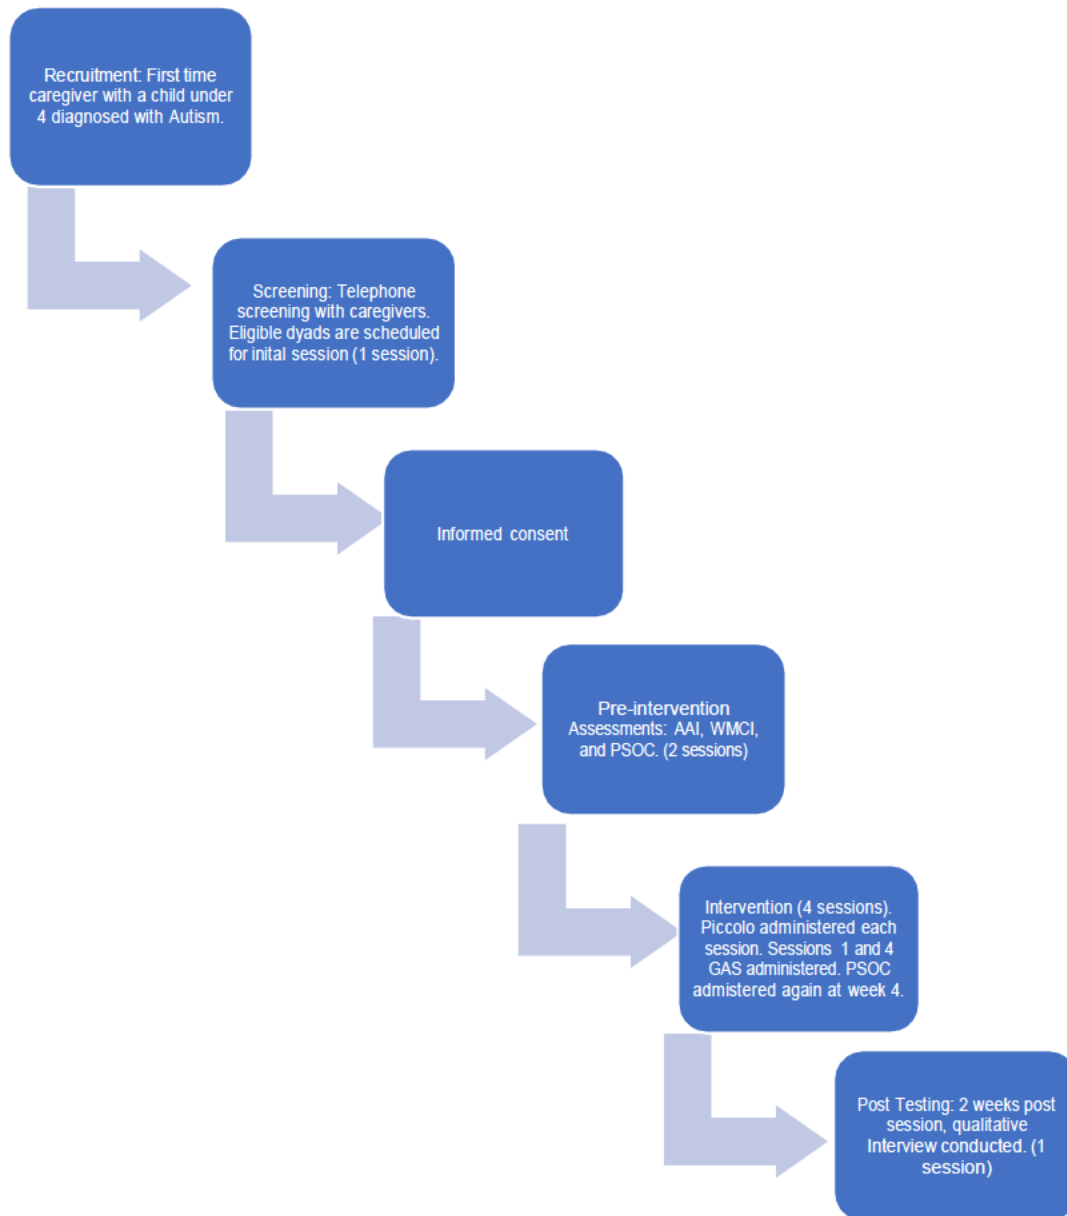 Recruitment: First time
caregiver with a child under
4 diagnosed with Autism.
Screening: Telephone
screening with caregivers.
Eligible dyads are scheduled
for inital session (1 session).
Informed consent
Pre-intervention
Assessments: AAI, WMCI,
and PSOC. (2 sessions)
Intervention (4 sessions).
Piccolo administered each
session. Sessions 1 and 4
GAS administered. PSOC
admistered again at week 4.
Post Testing: 2 weeks post
session, qualitative
Interview conducted. (1
session)